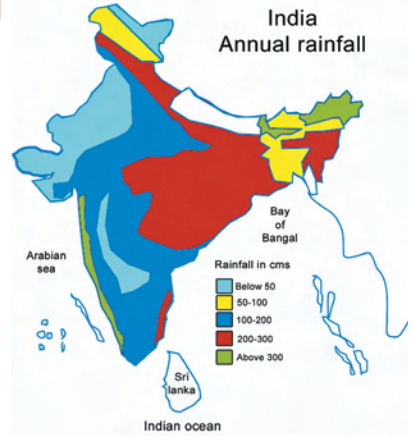 India
Annual rainfall
Bay
of
Bangal
Arabian
sea
Rainfall in cms
Below 50
50-100
100-200
200-300
Above 300
Sri
lanka
Indian ocean